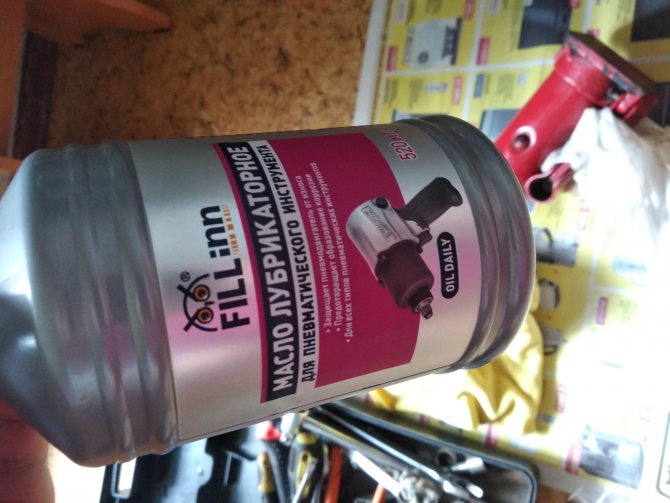 FILLinn
®
МАСЛО ЛУБРИКАТОРНОЕ
ДЛЯ ПНЕВМАТИЧЕСКОГО ИНСТРУМЕНТА
• Защищает пневмодвигатель от износа
• Предотвращает образование коррозии
• Для всех типов пневматических инструментов
OIL DAILY
520 мл